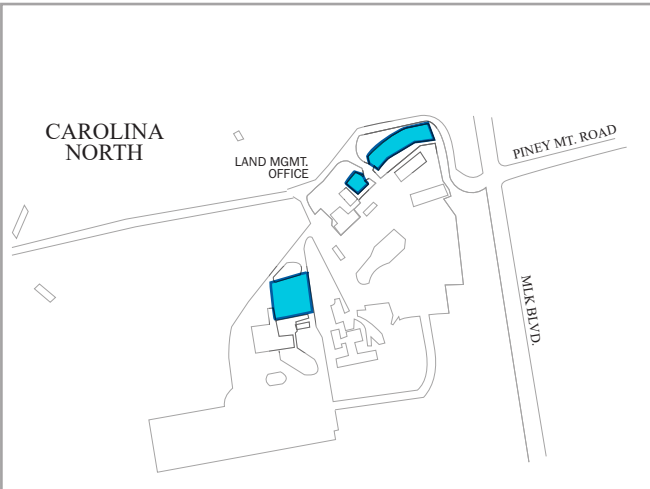 CAROLINA
NORTH
LAND MGMT.
OFFICE
PINEY MT. ROAD
MLK BLVD.